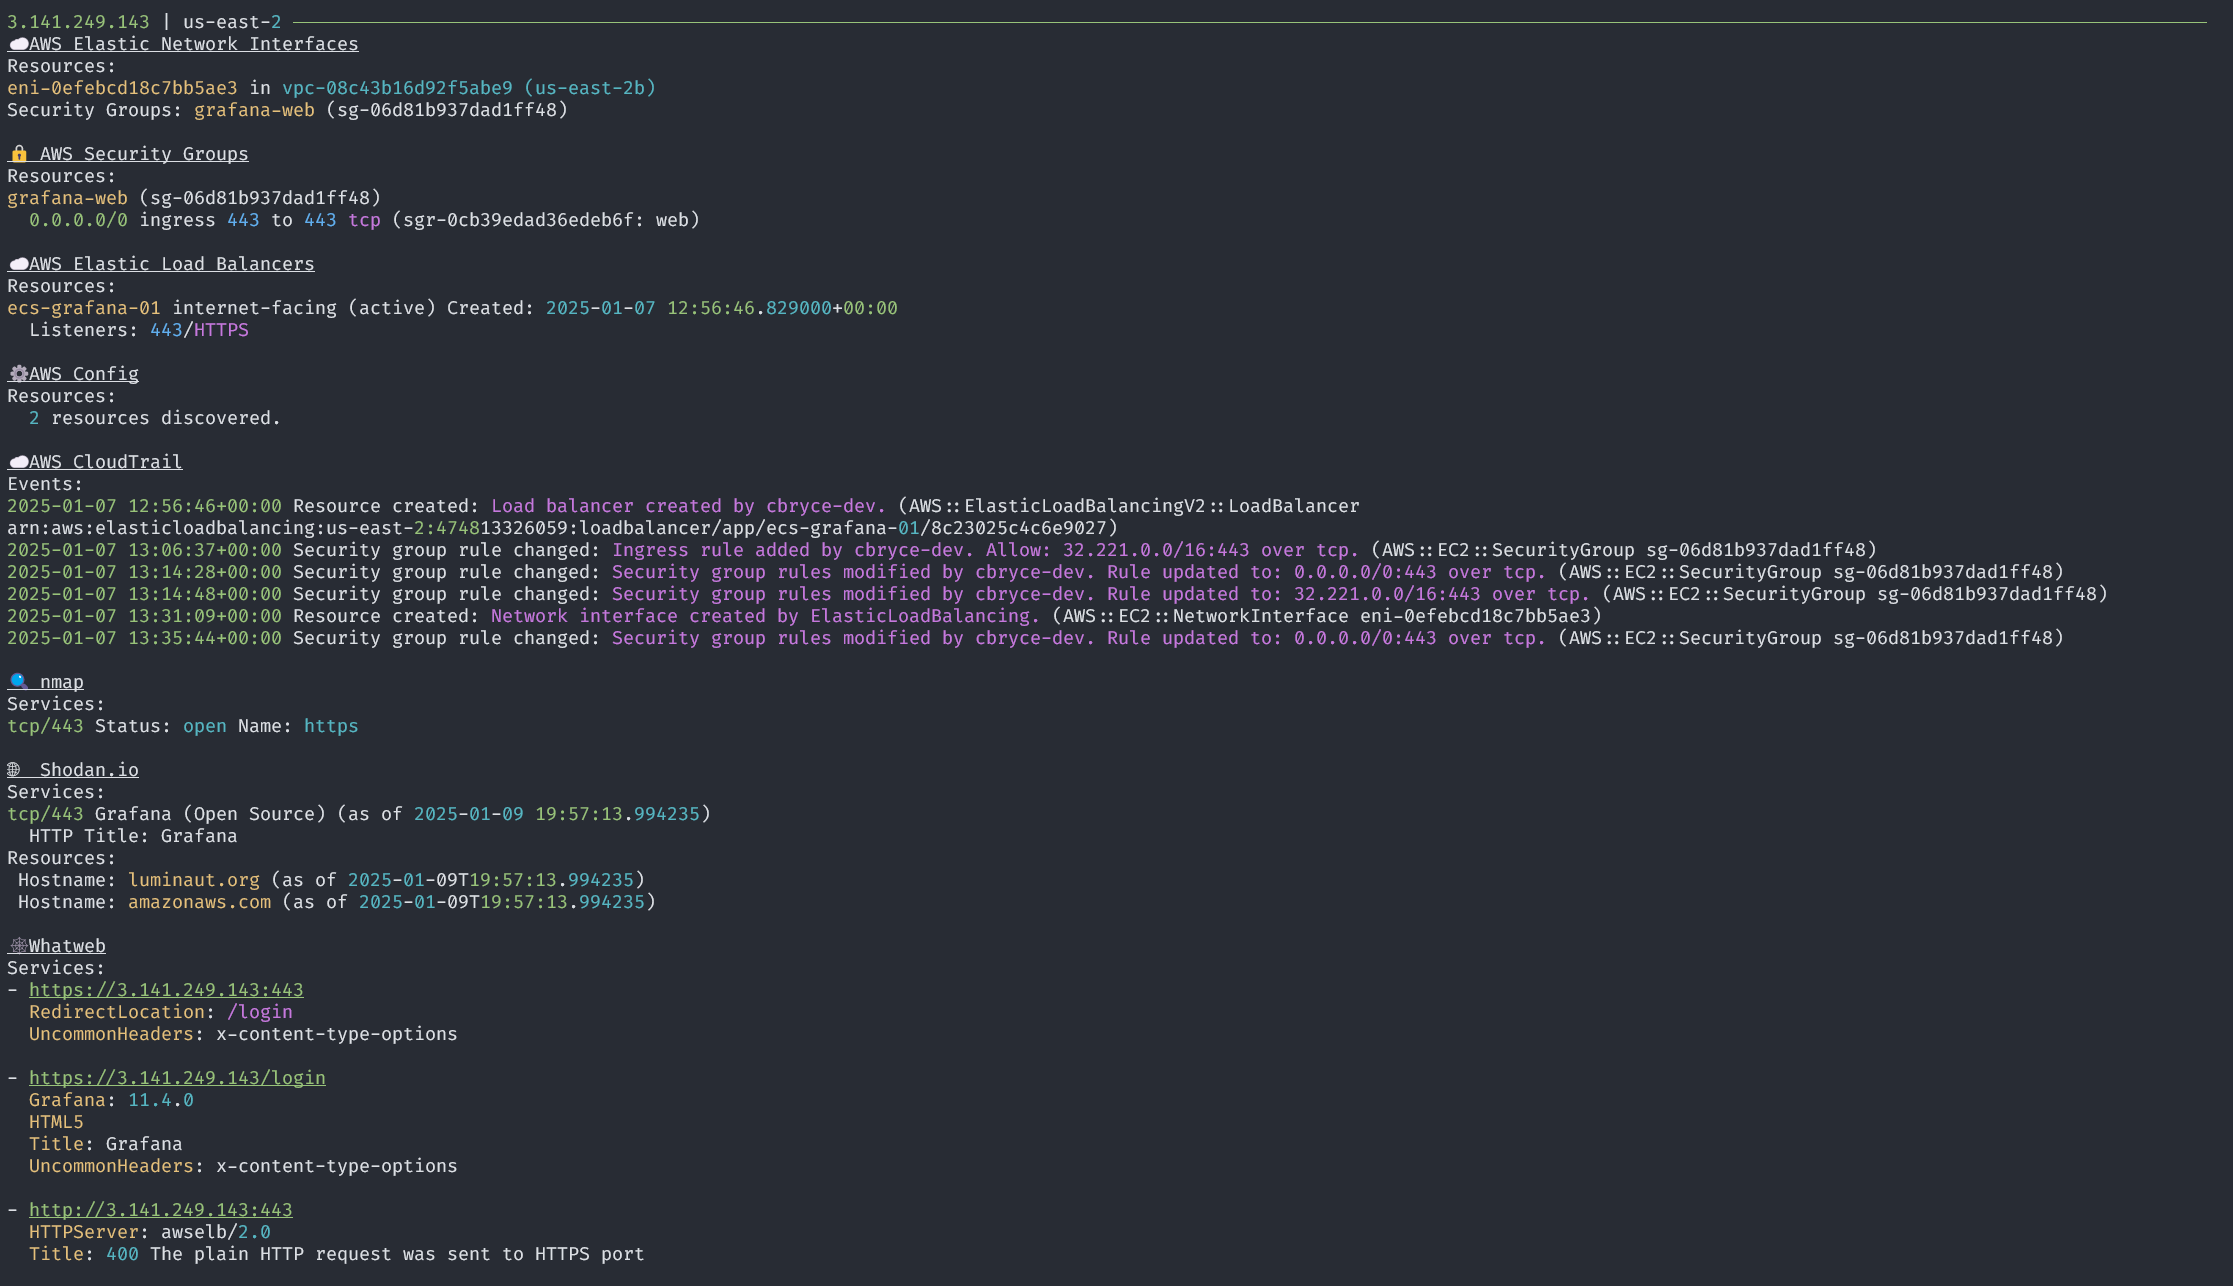 3.141.249.143 | us-east-2
AWS Elastic Network Interfaces
Resources:
eni-0efebcd18c7bb5ae3 in vpc-08c43b16d92f5abe9 (us-east-2b)
Security Groups: grafana-web (sg-06d81b937dad1ff48)
AWS Security Groups
Resources:
grafana-web (sg-06d81b937dad1ff48)
0.0.0.0/0 ingress 443 to 443 tcp (sgr-0cb39edad36edeb6f: web)
AWS Elastic Load Balancers
Resources:
ecs-grafana-01 internet-facing (active) Created: 2025-01-07 12:56:46.829000+00:00
Listeners: 443/HTTPS
AWS Config
Resources:
2 resources discovered.
AWS CloudTrail
Events:
2025-01-07 12:56:46+00:00 Resource created: Load balancer created by cbryce-dev. (AWS::ElasticLoadBalancingV2::LoadBalancer
arn:aws:elasticloadbalancing:us-east-2:474813326059:loadbalancer/app/ecs-grafana-01/8c23025c4c6e9027)
2025-01-07 13:06:37+00:00 Security group rule changed: Ingress rule added by cbryce-dev. Allow: 32.221.0.0/16:443 over tcp. (AWS::EC2::SecurityGroup sg-06d81b937dad1ff48)
2025-01-07 13:14:28+00:00 Security group rule changed: Security group rules modified by cbryce-dev. Rule updated to: 0.0.0.0/0:443 over tcp. (AWS::EC2::SecurityGroup sg-06d81b937dad1ff48)
2025-01-07 13:14:48+00:00 Security group rule changed: Security group rules modified by cbryce-dev. Rule updated to: 32.221.0.0/16:443 over tcp. (AWS::EC2::SecurityGroup sg-06d81b937dad1ff48)
2025-01-07 13:31:09+00:00 Resource created: Network interface created by ElasticLoadBalancing. (AWS::EC2::NetworkInterface eni-0efebcd18c7bb5ae3)
2025-01-07 13:35:44+00:00 Security group rule changed: Security group rules modified by cbryce-dev. Rule updated to: 0.0.0.0/0:443 over tcp. (AWS::EC2::SecurityGroup sg-06d81b937dad1ff48)
nmap
Services:
tcp/443 Status: open Name: https
Shodan.io
Services:
tcp/443 Grafana (Open Source) (as of 2025-01-09 19:57:13.994235)
HTTP Title: Grafana
Resources:
Hostname: luminaut.org (as of 2025-01-09T19:57:13.994235)
Hostname: amazonaws.com (as of 2025-01-09T19:57:13.994235)
Whatweb
Services:
- https://3.141.249.143:443
RedirectLocation: /login
UncommonHeaders: x-content-type-options
- https://3.141.249.143/login
Grafana: 11.4.0
HTML5
Title: Grafana
UncommonHeaders: x-content-type-options
- http://3.141.249.143:443
HTTPServer: awselb/2.0
Title: 400 The plain HTTP request was sent to HTTPS port